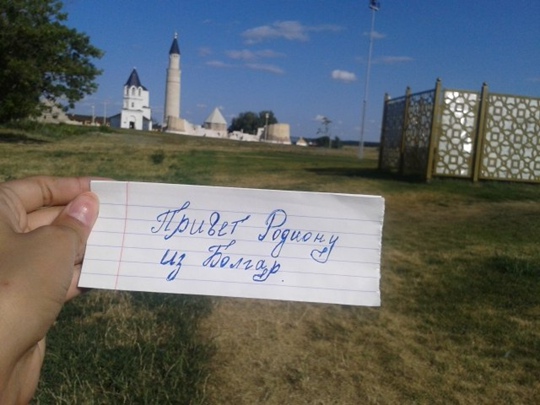 Привет Родиону
из Болгар.